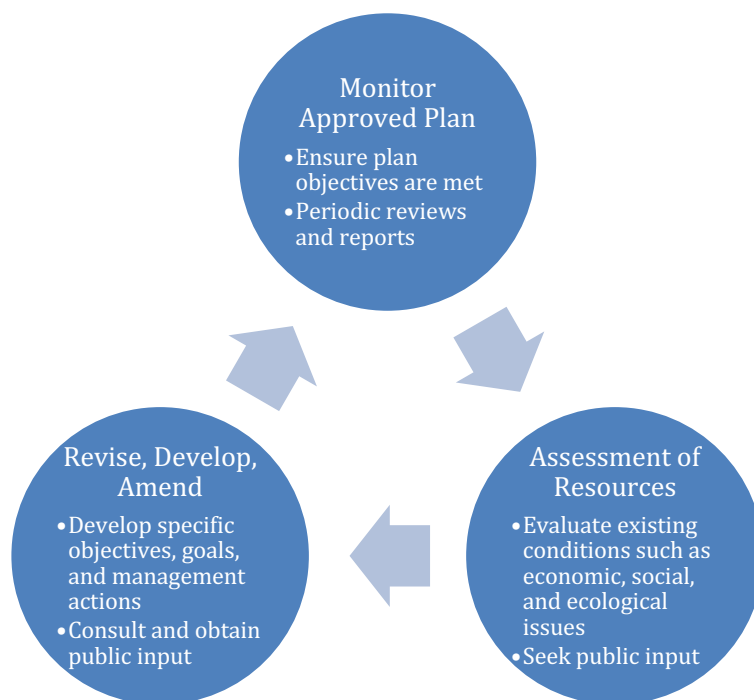 Monitor
Approved Plan
•Ensure plan
objectives are met
•Periodic reviews
and reports
Revise, Develop,
Amend
•Develop specific
objectives, goals,
and management
actions
•Consult and obtain
public input
Assessment of
Resources
•Evaluate existing
conditions such as
economic, social,
and ecological
issues
•Seek public input